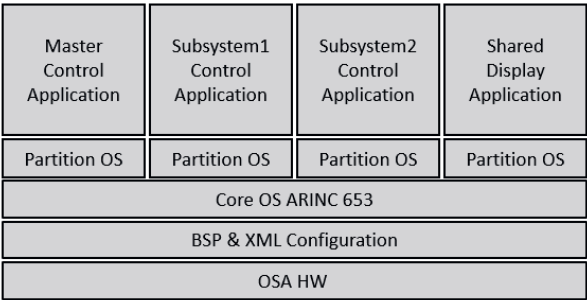 Master
Control
Application
Subsystem1
Control
Application
Subsystem2
Control
Application
Shared
Display
Application
Partition OS
Partition OS
Partition OS
Partition OS
Core OS ARINC 653
BSP & XML Configuration
OSA HW